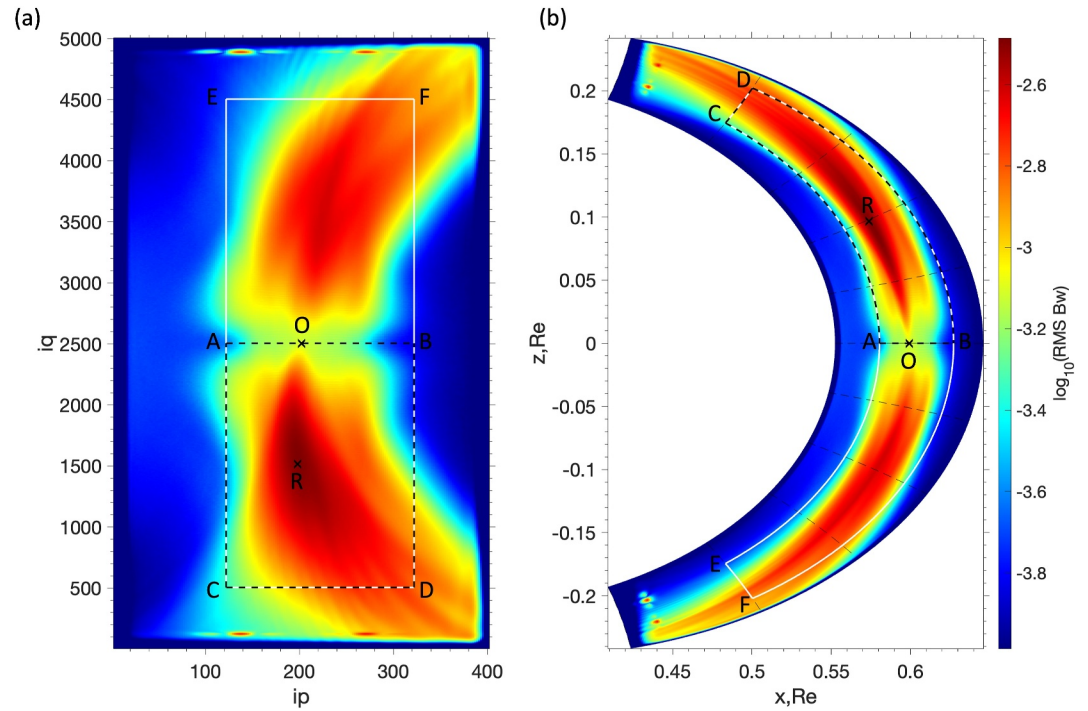 (a)
5000
4500
4000
3500
3000
2500
2000
1500
1000
500
iq
100
200
300
400
ip
E
F
A
O
B
R
C
D
(b)
0.2
0.15
0.1
0.05
0
-0.05
-0.1
-0.15
-0.2
z,Re
0.45
0.5
0.55
0.6
x,Re
D
C
R
A
O
B
E
F
-2.6
-2.8
-3
-3.2
-3.4
-3.6
-3.8
log10(RMS Bw)